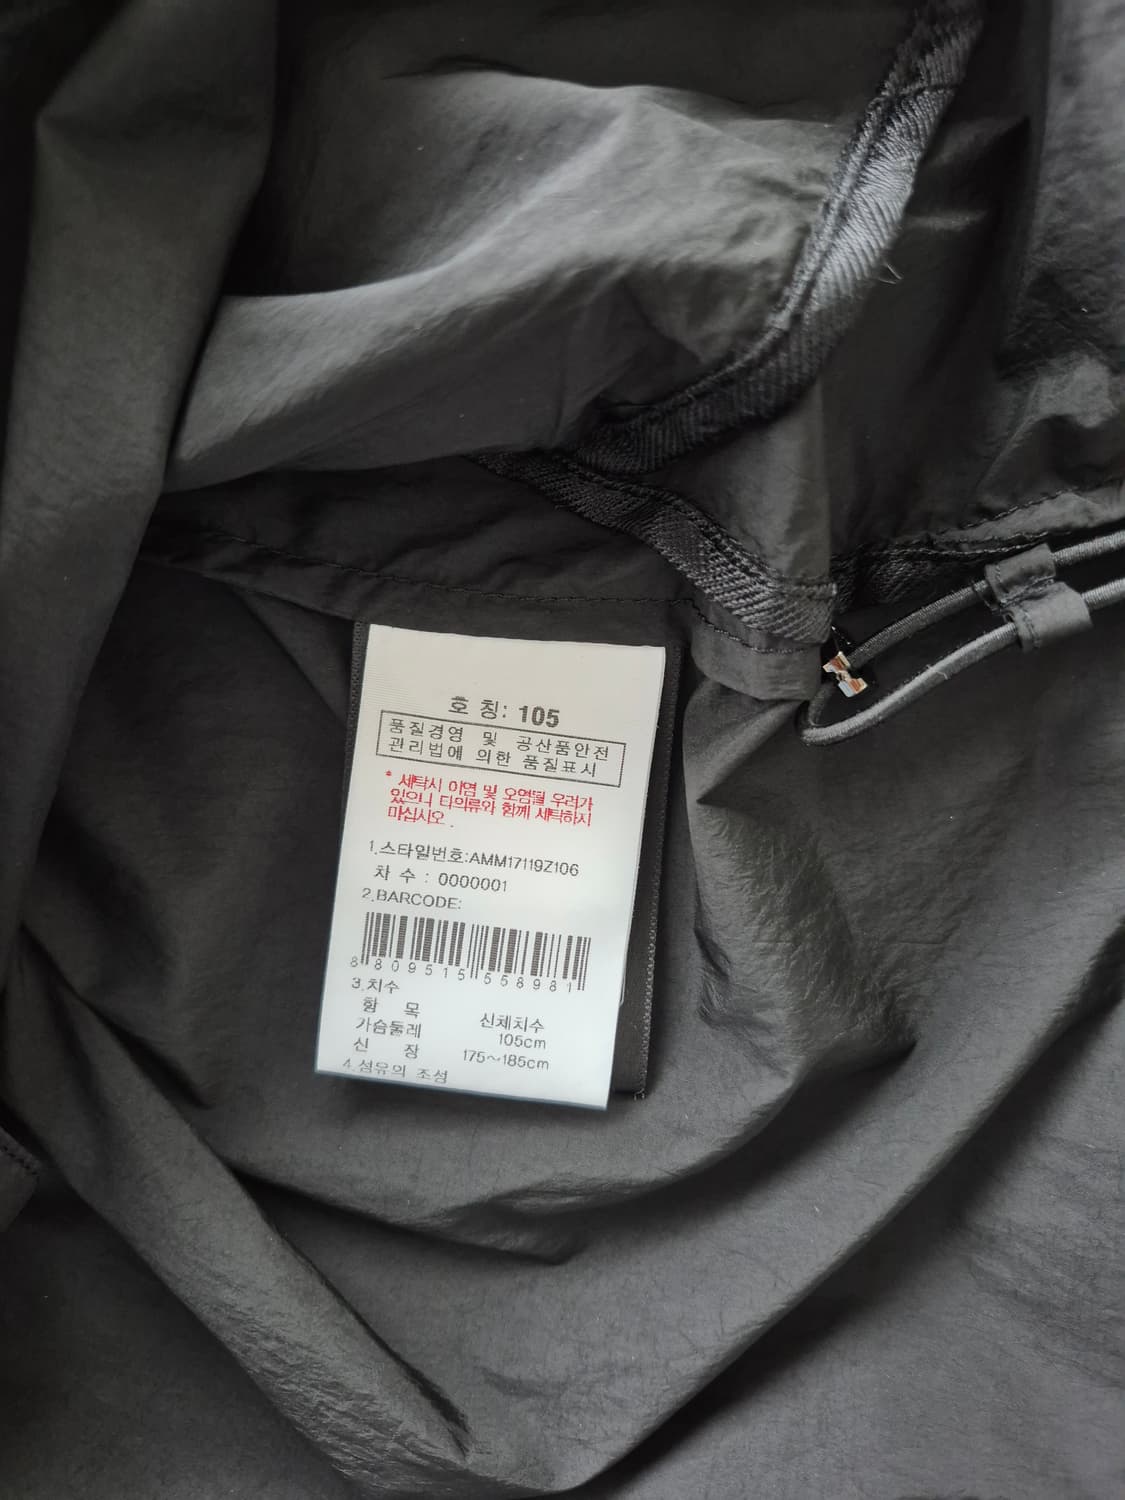 호 칭: 105
품질경영 및 공산품안전
관리법에 의한 품질표시
* 세탁시 이염 및 오염될 우려가
있으니 타의류와 함께 세탁하지
마십시오.
1.스타일번호:AMM17119Z106
차 수 : 0000001
2.BARCODE:
8 809515 558981
3.치수
항 목 신체치수
가슴둘레 105cm
신 장 175~185cm
4.섬유의 조성